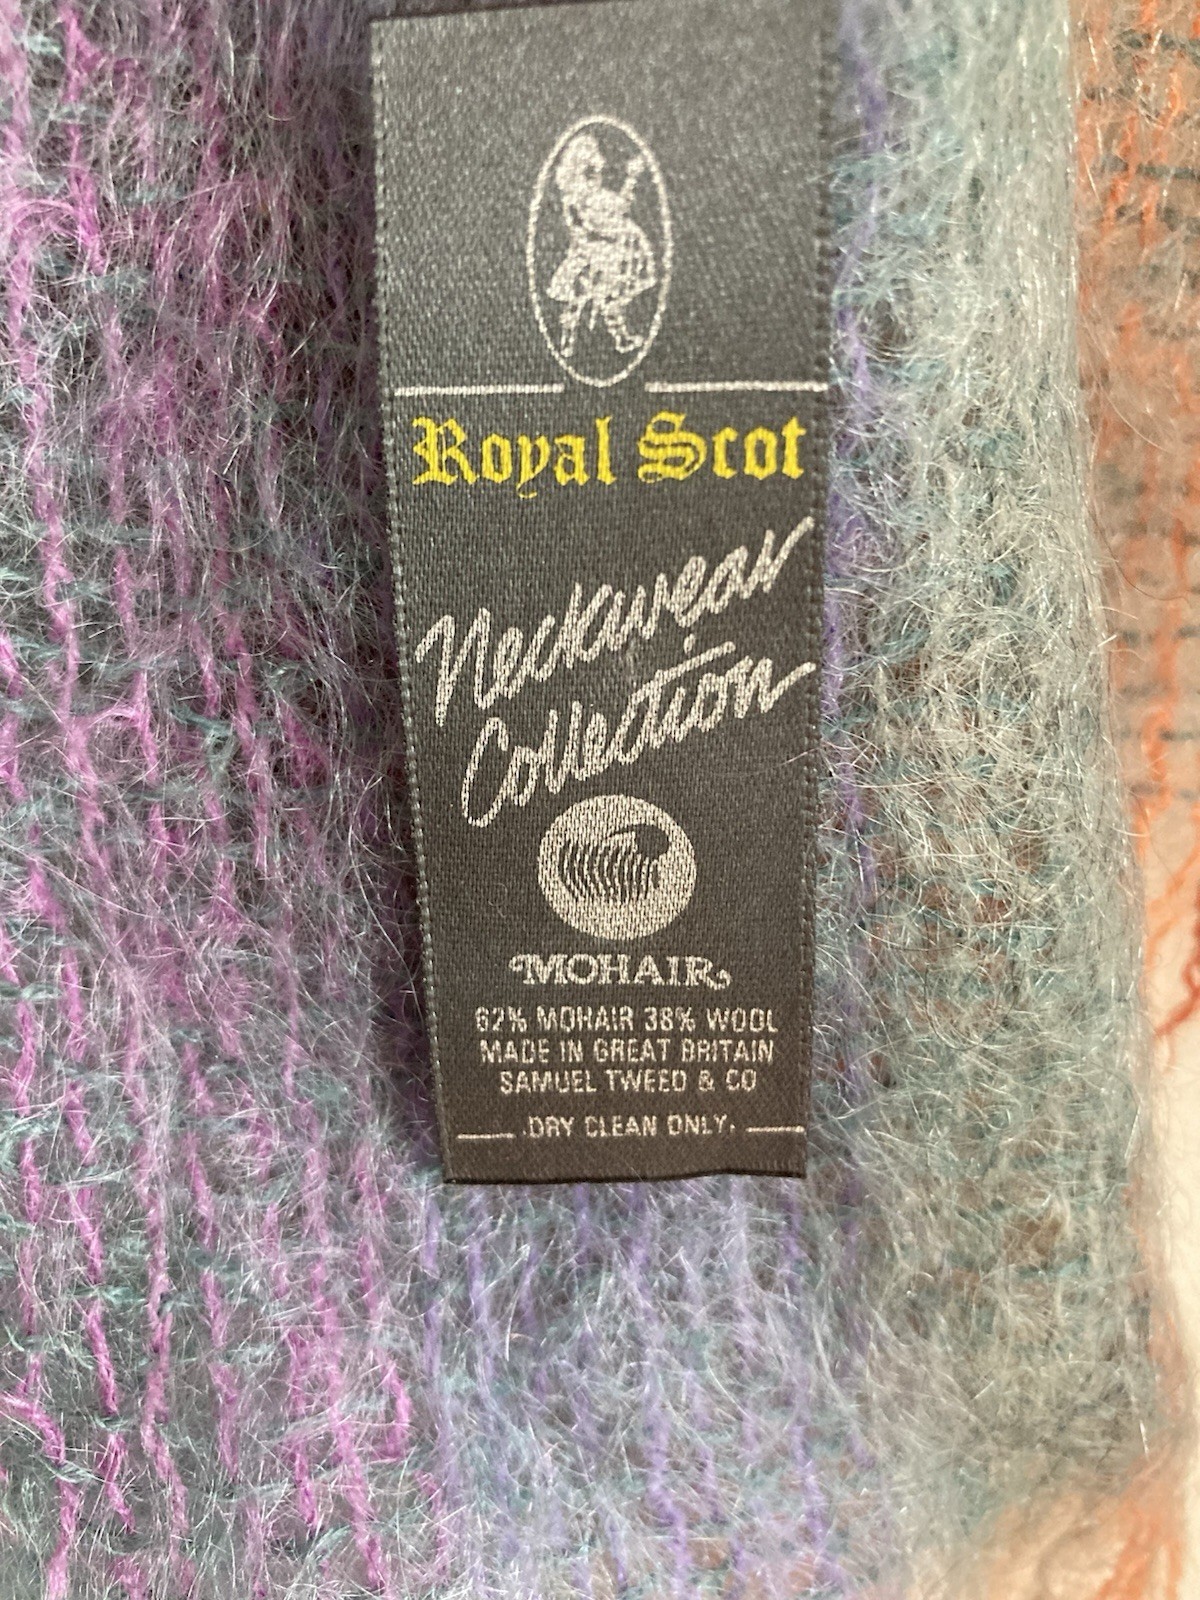 Royal Scot
Neckwear
Collection
MOHAIR
62% MOHAIR 38% WOOL
MADE IN GREAT BRITAIN
SAMUEL TWEED & CO
DRY CLEAN ONLY.